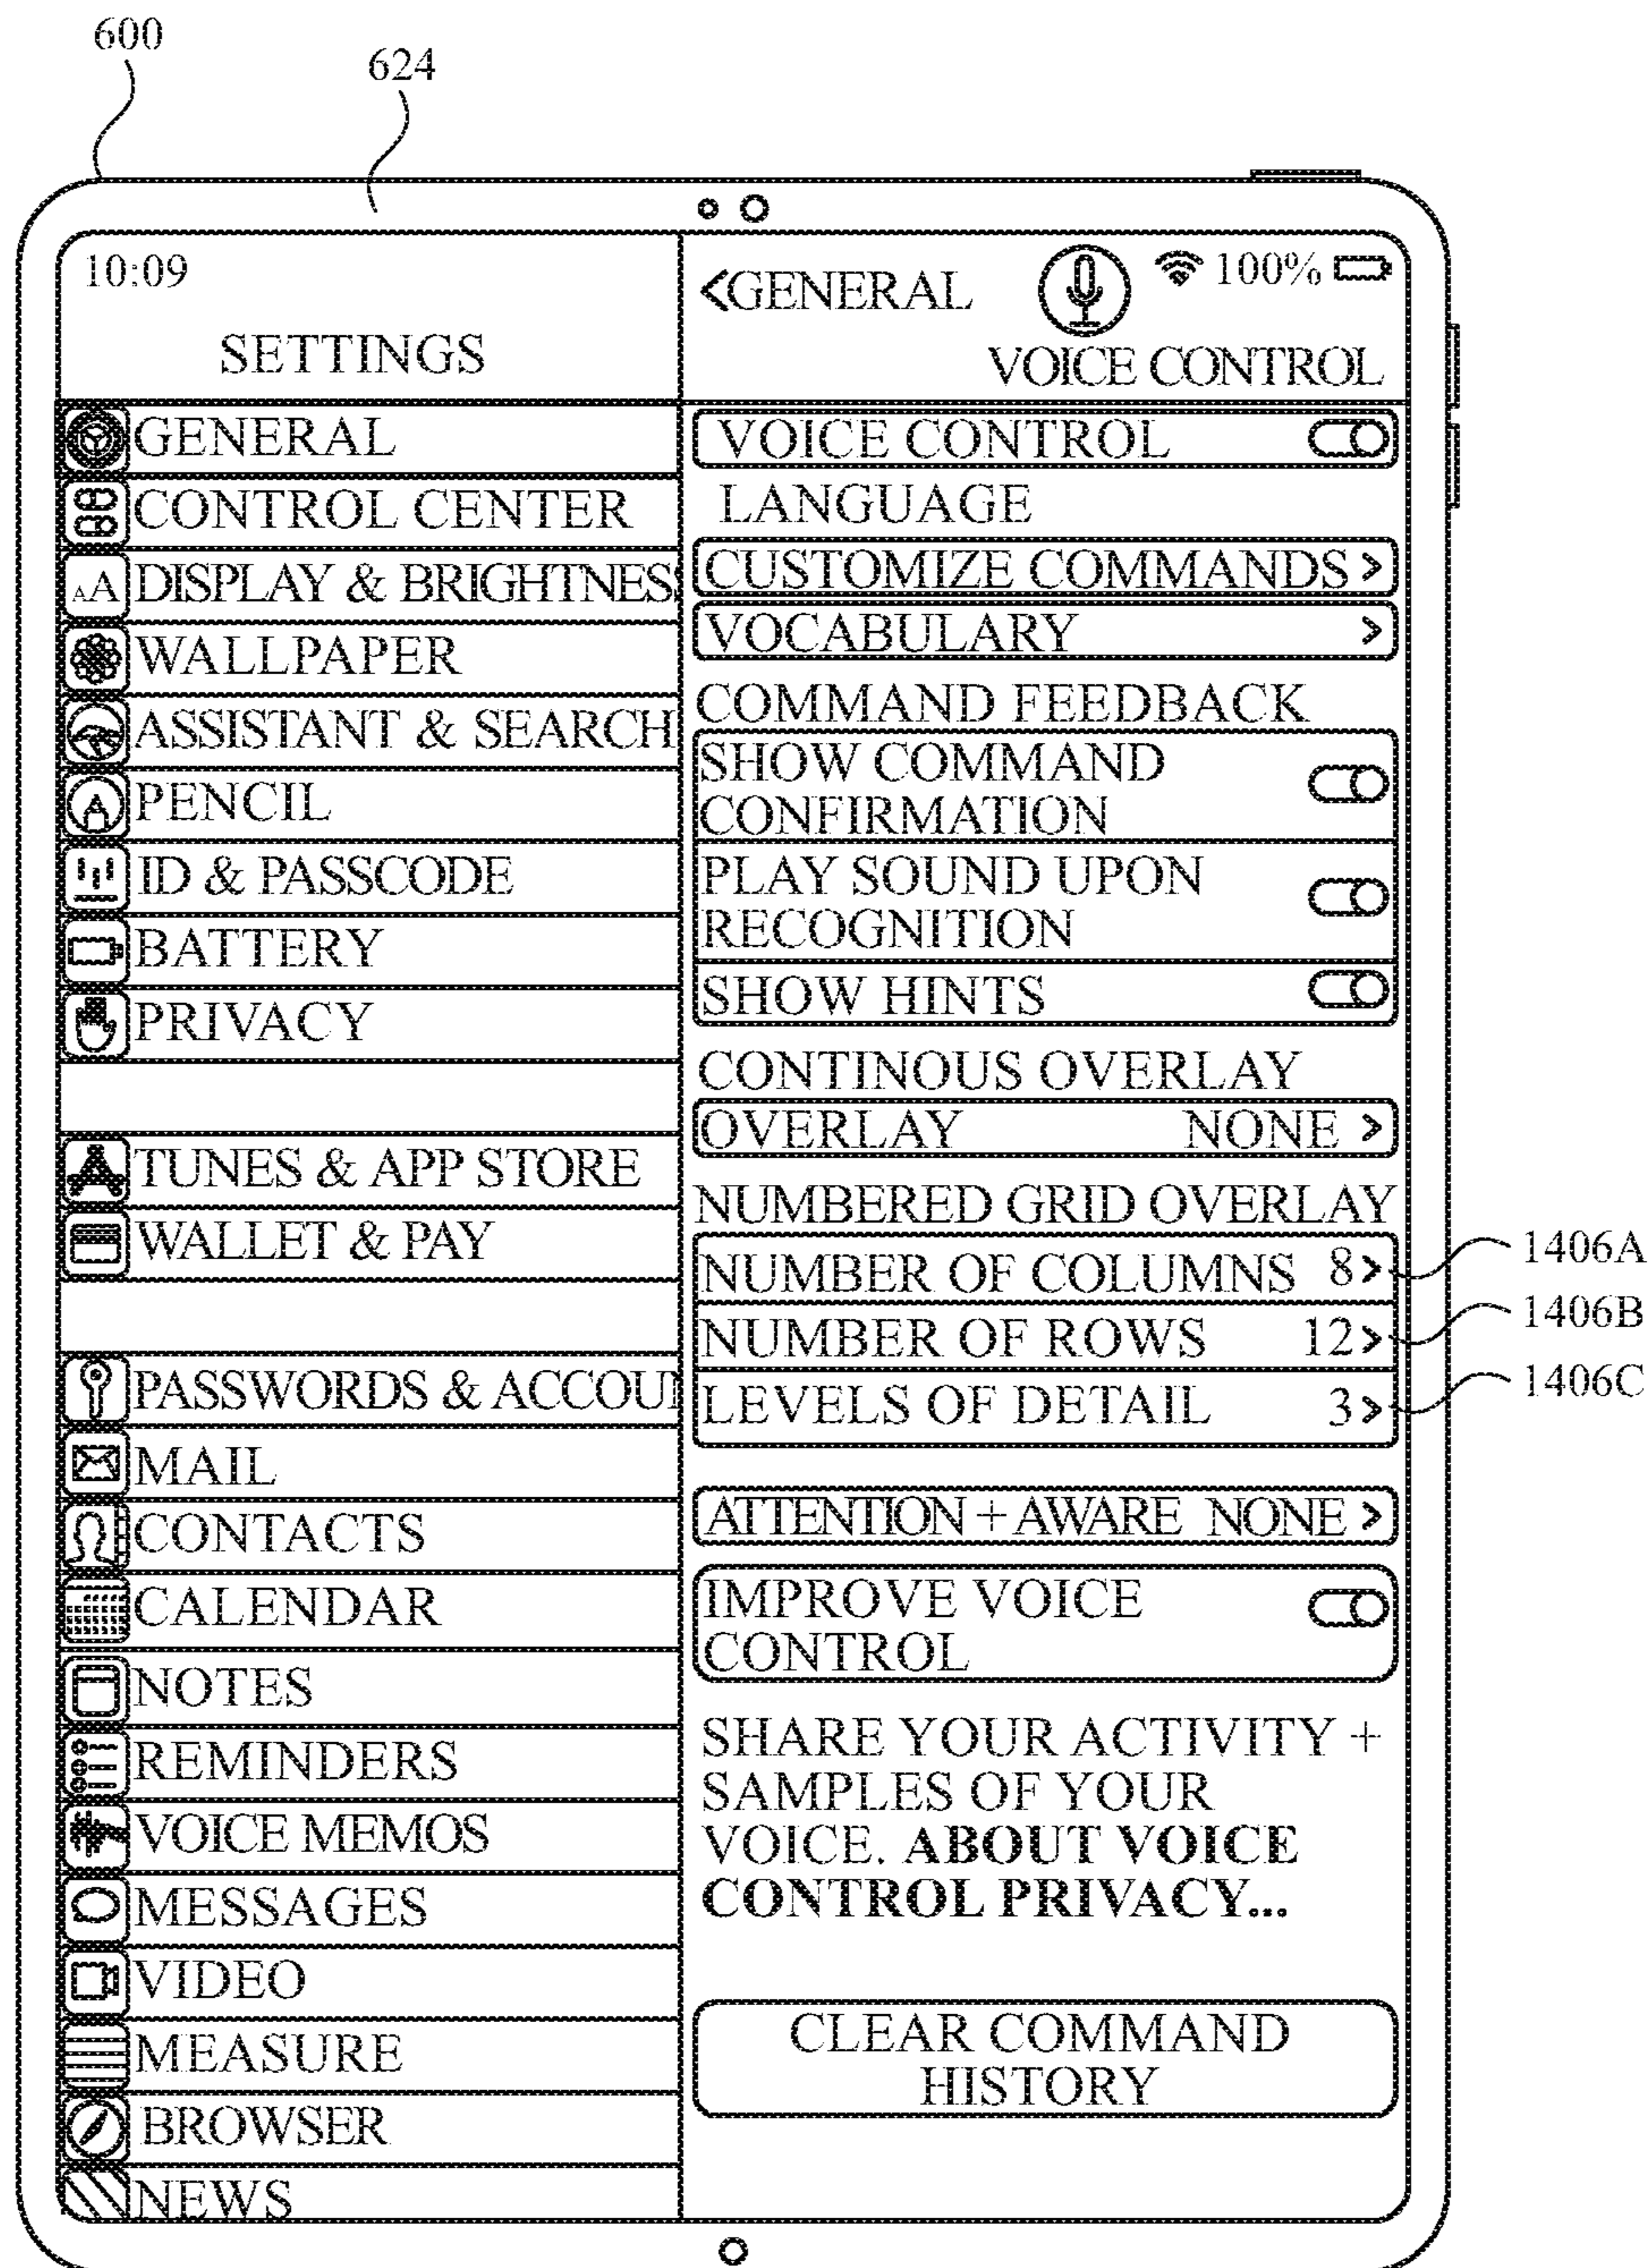 600
624
10:09
SETTINGS
GENERAL
CONTROL CENTER
AA DISPLAY & BRIGHTNESS
WALLPAPER
ASSISTANT & SEARCH
PENCIL
ID & PASSCODE
BATTERY
PRIVACY
TUNES & APP STORE
WALLET & PAY
PASSWORDS & ACCOUN
MAIL
CONTACTS
CALENDAR
NOTES
REMINDERS
VOICE MEMOS
MESSAGES
VIDEO
MEASURE
BROWSER
NEWS
<GENERAL 100%
VOICE CONTROL
VOICE CONTROL
LANGUAGE
CUSTOMIZE COMMANDS >
VOCABULARY >
COMMAND FEEDBACK
SHOW COMMAND
CONFIRMATION
PLAY SOUND UPON
RECOGNITION
SHOW HINTS
CONTINOUS OVERLAY
OVERLAY NONE >
NUMBERED GRID OVERLAY
NUMBER OF COLUMNS 8> 1406A
NUMBER OF ROWS 12> 1406B
LEVELS OF DETAIL 3> 1406C
ATTENTION + AWARE NONE >
IMPROVE VOICE
CONTROL
SHARE YOUR ACTIVITY +
SAMPLES OF YOUR
VOICE. ABOUT VOICE
CONTROL PRIVACY...
CLEAR COMMAND
HISTORY